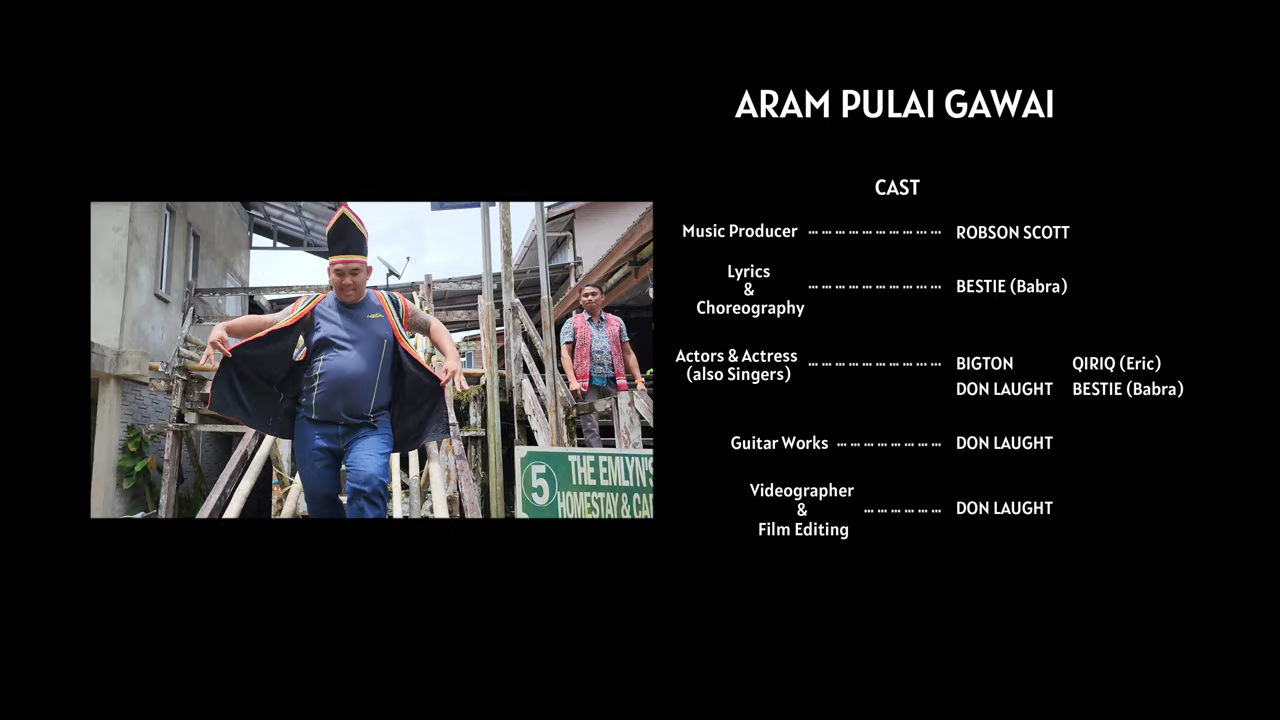 ARAM PULAI GAWAI
CAST
Music Producer ROBSON SCOTT
Lyrics
&
Choreography
BESTIE (Babra)
Actors & Actress
(also Singers)
BIGTON QIRIQ (Eric)
DON LAUGHT BESTIE (Babra)
Guitar Works DON LAUGHT
Videographer
&
Film Editing
DON LAUGHT
5
THE EMLYN'S
HOMESTAY &